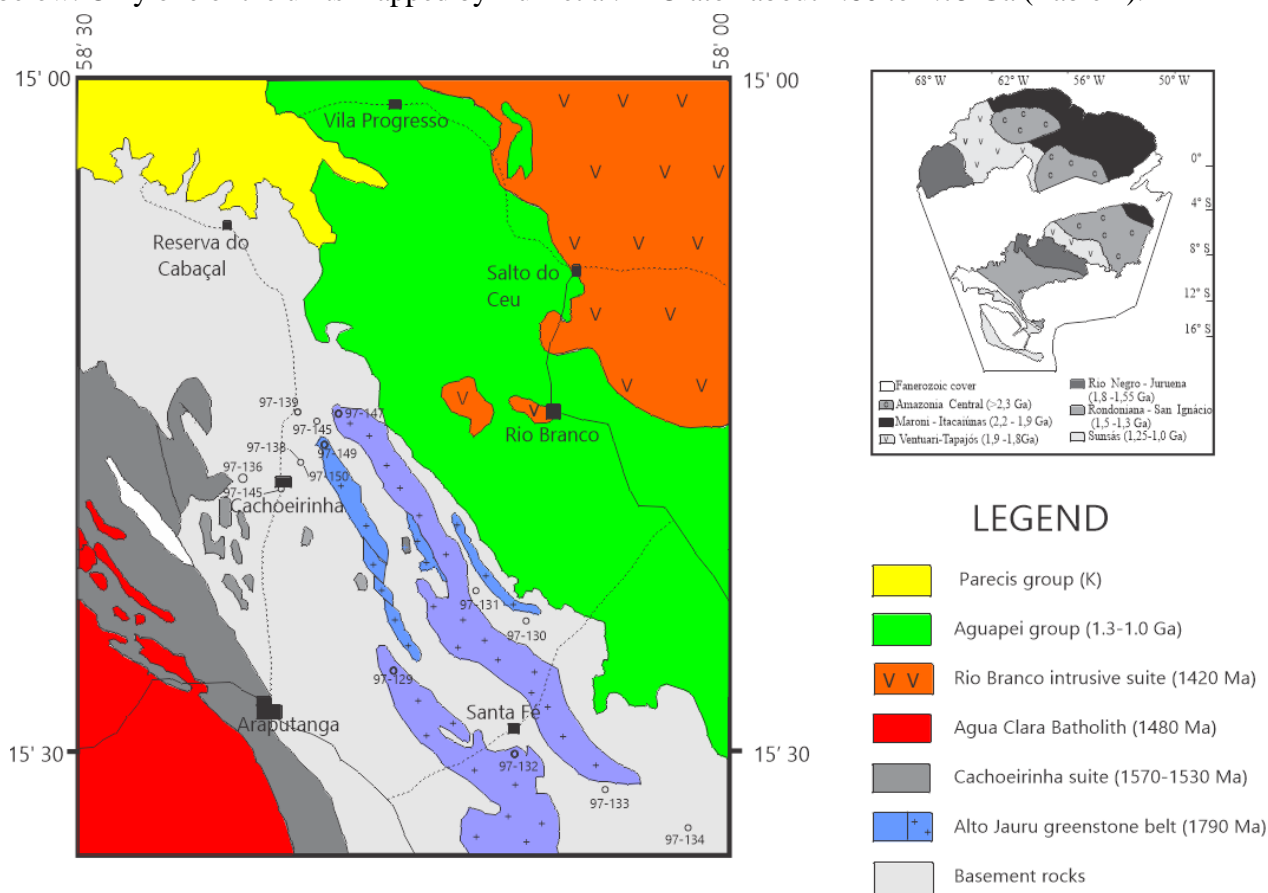 58' 30
58' 00
15' 00
15' 00
Vila Progresso
Reserva do
Cabaçal
Salto do
Ceu
97-139
97-147
97-145
Rio Branco
97-138
97-149
97-136
97-150
97-145
Cachoeirinha
97-131
97-130
97-129
Santa Fé
Araputanga
15' 30
97-132
15' 30
97-133
97-134
68° W
62° W
56° W
50° W
0°
4° S
8° S
12° S
16° S
Fanerozoic cover
Amazonia Central (>2,3 Ga)
Maroni - Itacaiúnas (2,2 - 1,9 Ga)
Ventuari-Tapajós (1,9 -1,8Ga)
Rio Negro - Juruena
(1,8 -1,55 Ga)
Rondoniana - San Ignácio
(1,5 -1,3 Ga)
Sunsás (1,25-1,0 Ga)
LEGEND
Parecis group (K)
Aguapei group (1.3-1.0 Ga)
V V Rio Branco intrusive suite (1420 Ma)
Agua Clara Batholith (1480 Ma)
Cachoeirinha suite (1570-1530 Ma)
Alto Jauru greenstone belt (1790 Ma)
Basement rocks